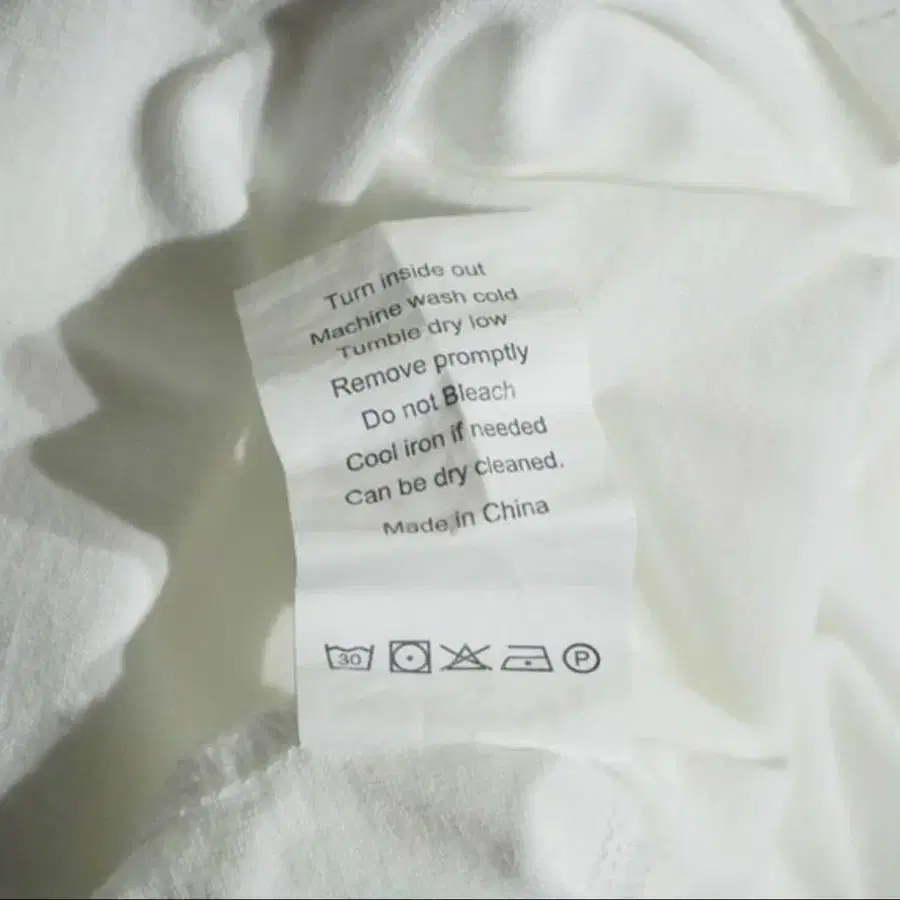 Turn inside out
Machine wash cold
Tumble dry low
Remove promptly
Do not Bleach
Cool iron if needed
Can be dry cleaned.
Made in China
30 P